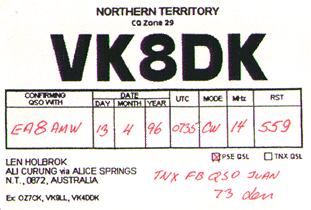 NORTHERN TERRITORY
CQ Zone 29
VK8DK
CONFIRMING QSO WITH DATE DAY MONTH YEAR UTC MODE MHz RST
EA8AMW 13 4 96 0735 CW 14 559
PSE QSL TNX QSL
LEN HOLBROK
ALI CURUNG via ALICE SPRINGS
N.T., 0872, AUSTRALIA
TNX FB QSO JUAN
73 den
Ex: OZ7CK, VK9LL, VK4DDK